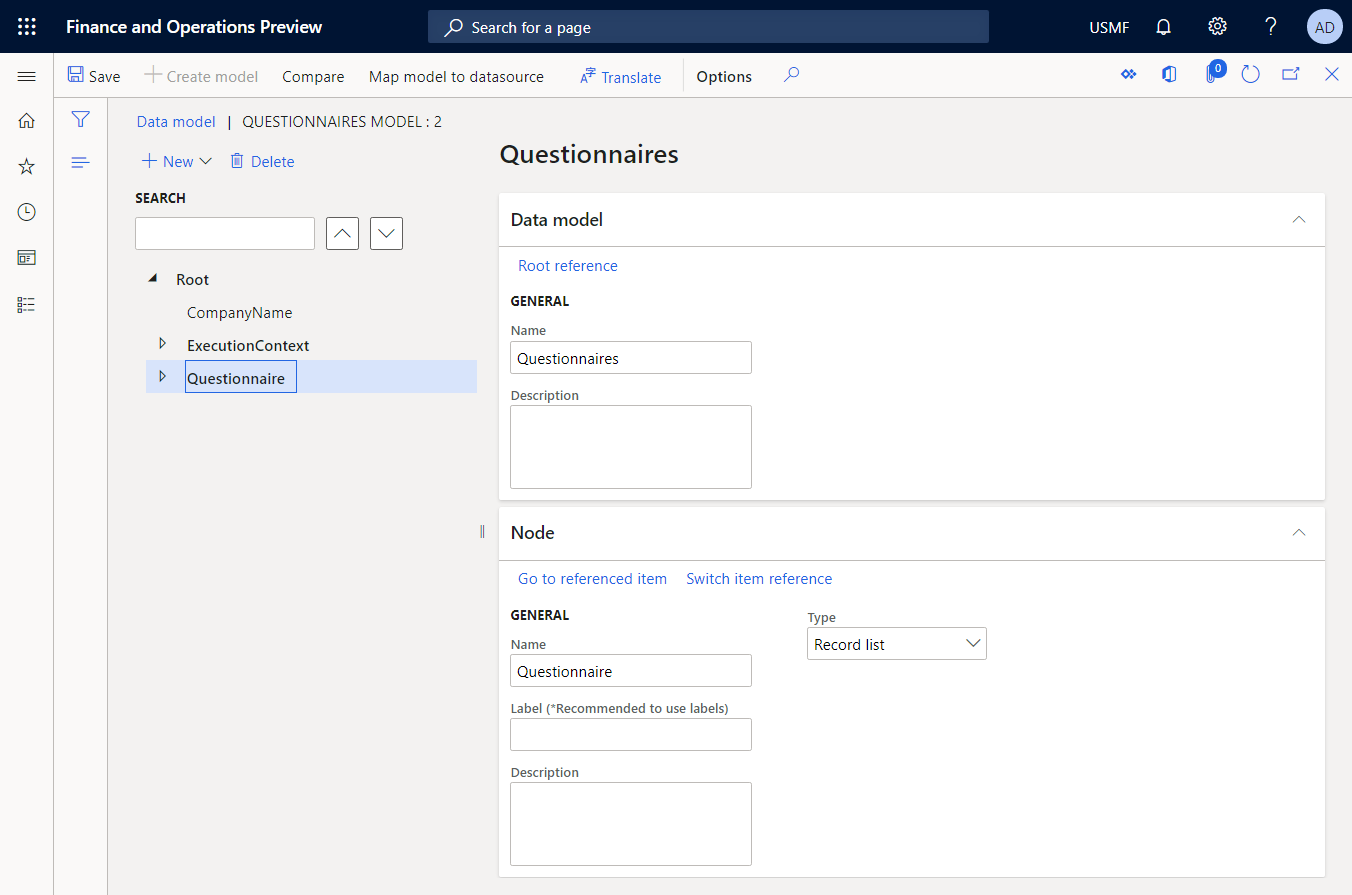 Finance and Operations Preview
Search for a page
USMF
AD
Save
Create model
Compare
Map model to datasource
Translate
Options
0
Data model | QUESTIONNAIRES MODEL : 2
New
Delete
SEARCH
Root
CompanyName
ExecutionContext
Questionnaire
Questionnaires
Data model
Root reference
GENERAL
Name
Questionnaires
Description
Node
Go to referenced item
Switch item reference
GENERAL
Name
Questionnaire
Label (*Recommended to use labels)
Description
Type
Record list